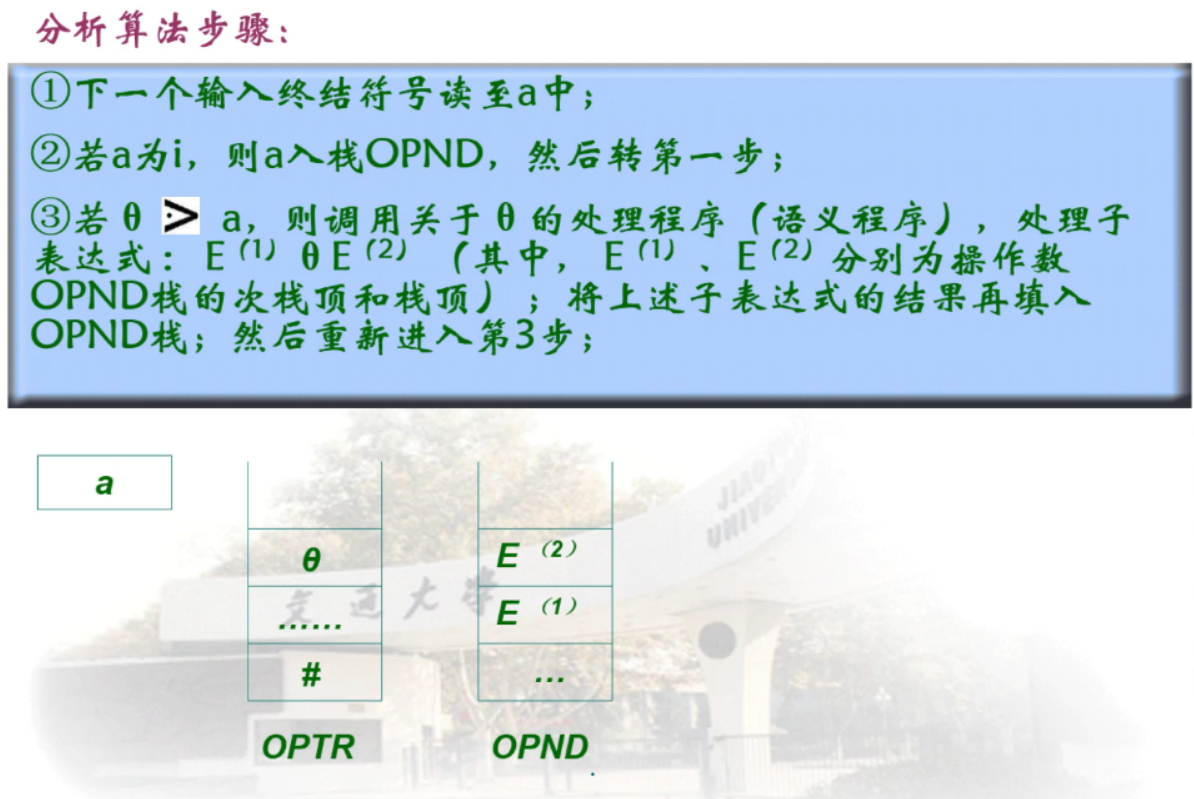 分析算法步骤:
①下一个输入终结符号读至a中;
②若a为i,则a入栈OPND,然后转第一步;
③若θ ⋗ a,则调用关于θ的处理程序(语义程序),处理子
表达式:E⁽¹⁾θE⁽²⁾(其中,E⁽¹⁾、E⁽²⁾分别为操作数
OPND栈的次栈顶和栈顶);将上述子表达式的结果再填入
OPND栈;然后重新进入第3步;
a
θ
……
#
OPTR
E (2)
E (1)
…
OPND
交通大学
JIAOTONG
UNIVERSITY